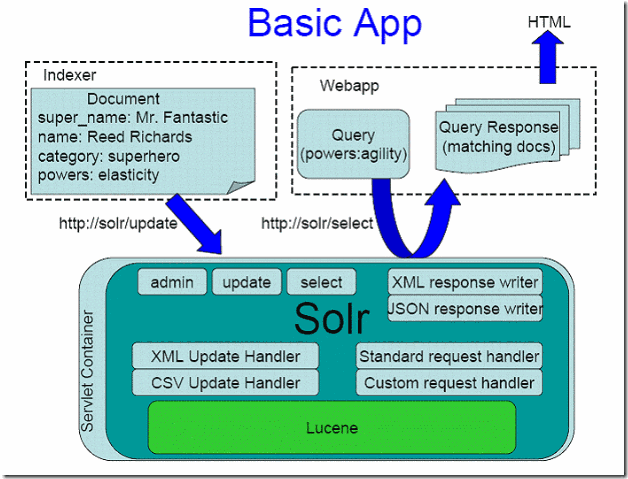 Basic App
HTML
Indexer
Document
super_name: Mr. Fantastic
name: Reed Richards
category: superhero
powers: elasticity
Webapp
Query
(powers:agility)
Query Response
(matching docs)
http://solr/update
http://solr/select
Servlet Container
admin
update
select
XML response writer
JSON response writer
Solr
XML Update Handler
CSV Update Handler
Standard request handler
Custom request handler
Lucene